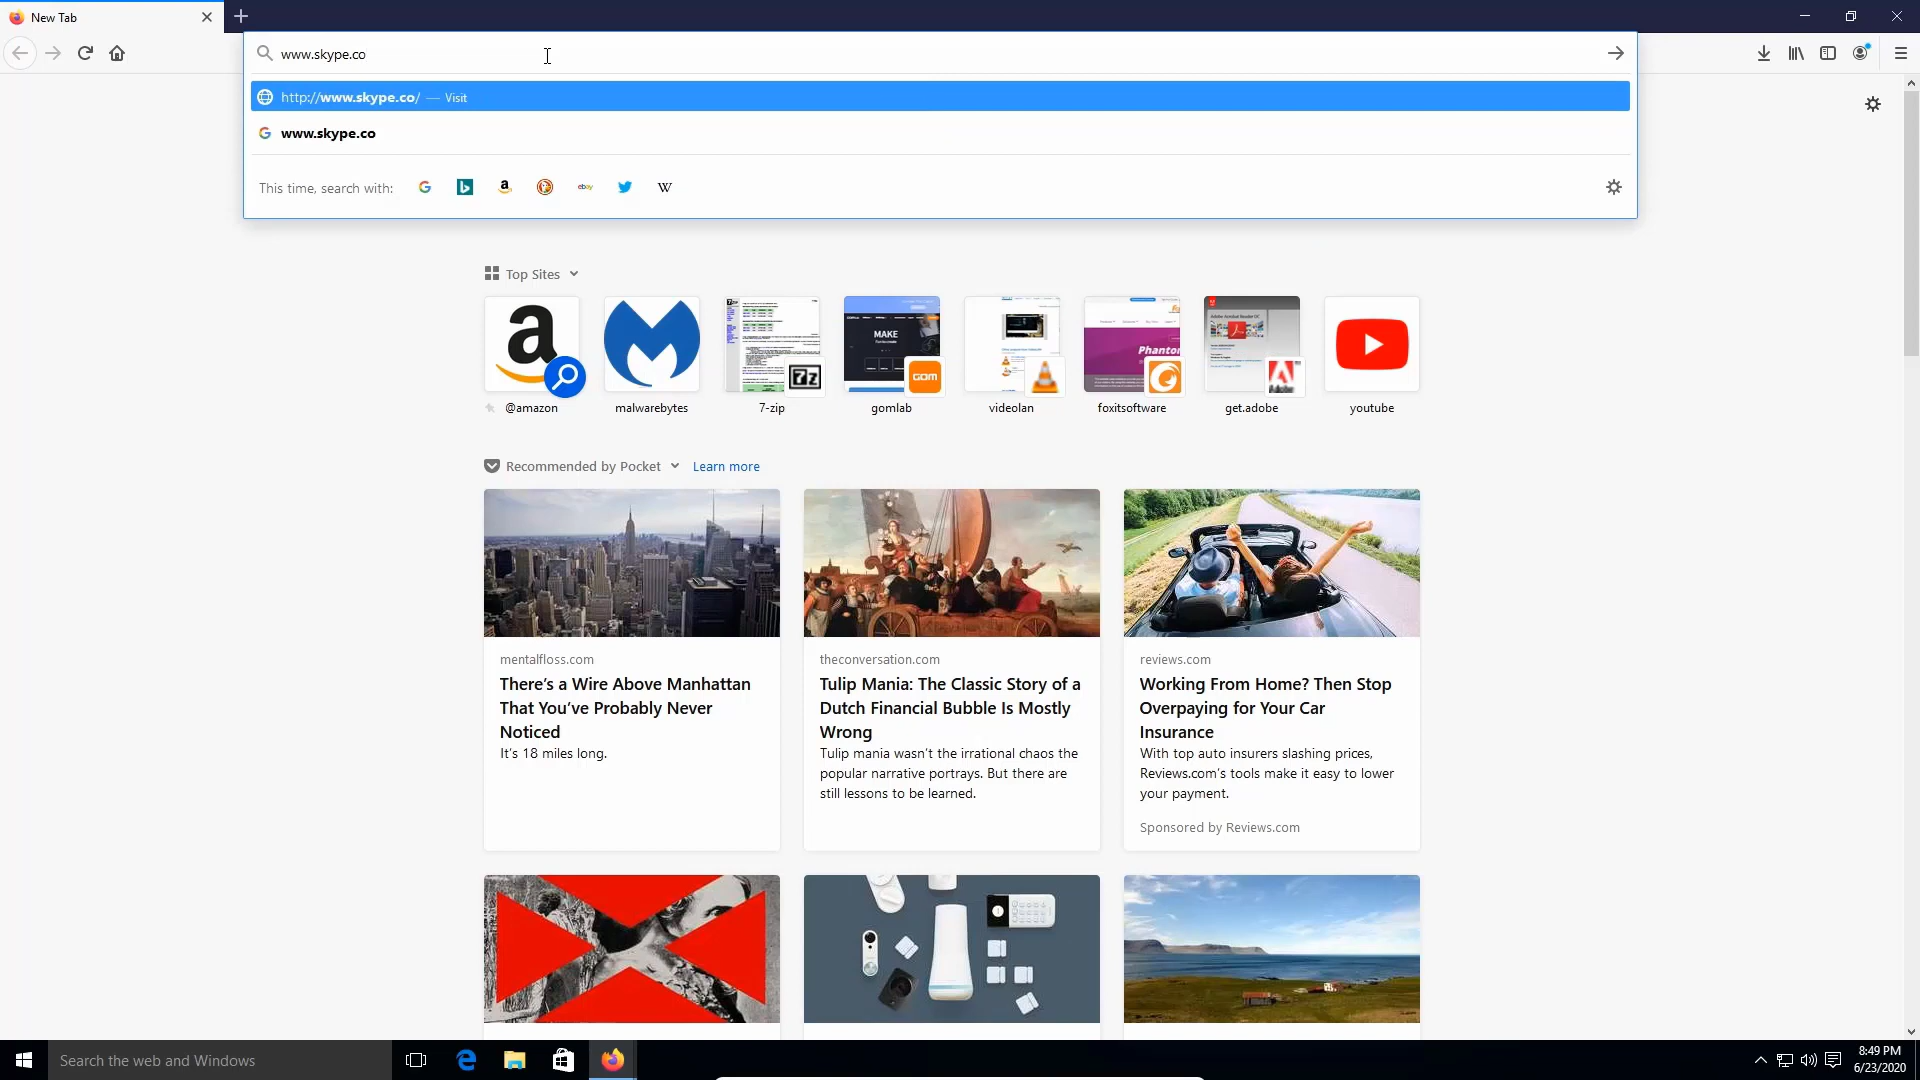 New Tab
www.skype.co
http://www.skype.co/ — Visit
www.skype.co
This time, search with:
ebay
W
Top Sites
a
7z
MAKE
GOM
Phantom
@amazon
malwarebytes
7-zip
gomlab
videolan
foxitsoftware
get.adobe
youtube
Recommended by Pocket
Learn more
mentalfloss.com
There’s a Wire Above Manhattan
That You’ve Probably Never
Noticed
It’s 18 miles long.
theconversation.com
Tulip Mania: The Classic Story of a
Dutch Financial Bubble Is Mostly
Wrong
Tulip mania wasn’t the irrational chaos the
popular narrative portrays. But there are
still lessons to be learned.
reviews.com
Working From Home? Then Stop
Overpaying for Your Car
Insurance
With top auto insurers slashing prices,
Reviews.com’s tools make it easy to lower
your payment.
Sponsored by Reviews.com
Search the web and Windows
8:49 PM
6/23/2020